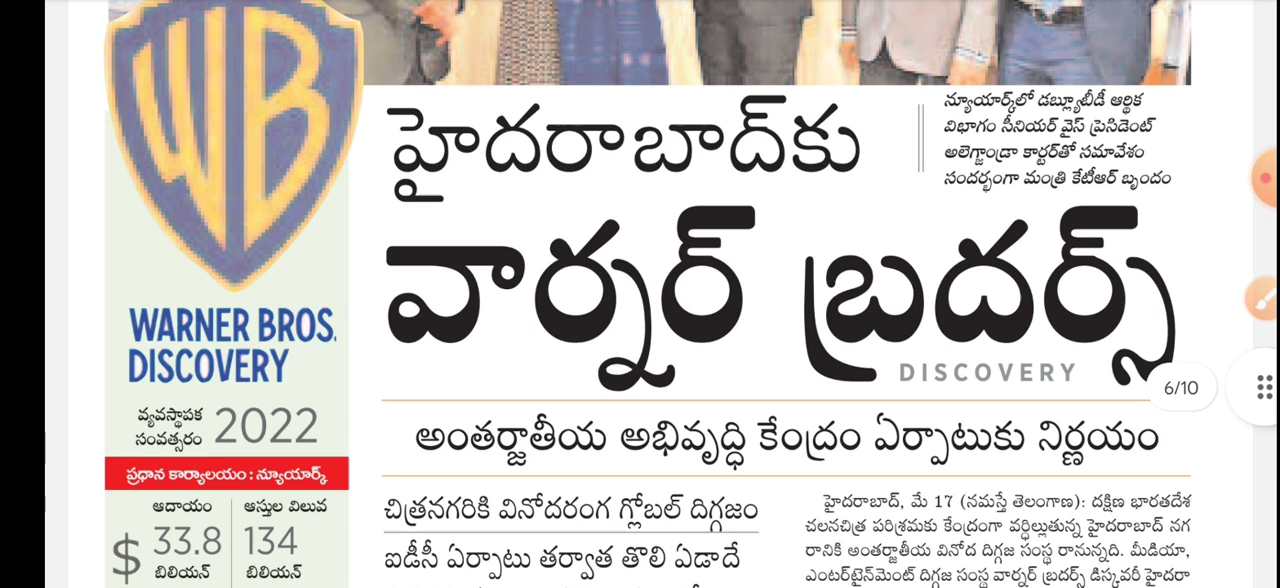 WB
WARNER BROS.
DISCOVERY
వ్యవస్థాపక
సంవత్సరం 2022
ప్రధాన కార్యాలయం : న్యూయార్క్
ఆదాయం
$ 33.8
బిలియన్
ఆస్తుల విలువ
134
బిలియన్
న్యూయార్క్‌లో డబ్ల్యూబీడీ ఆర్థిక
విభాగం సీనియర్ వైస్ ప్రెసిడెంట్
అలెగ్జాండ్రా కార్టర్‌తో సమావేశం
సందర్భంగా మంత్రి కేటీఆర్ బృందం
హైదరాబాద్‌కు
వార్నర్ బ్రదర్స్
DISCOVERY
6/10
అంతర్జాతీయ అభివృద్ధి కేంద్రం ఏర్పాటుకు నిర్ణయం
చిత్రనగరికి వినోదరంగ గ్లోబల్ దిగ్గజం
ఐడీసీ ఏర్పాటు తర్వాత తొలి ఏడాదే
హైదరాబాద్, మే 17 (నమస్తే తెలంగాణ): దక్షిణ భారతదేశ
చలనచిత్ర పరిశ్రమకు కేంద్రంగా వర్ధిల్లుతున్న హైదరాబాద్ నగ
రానికి అంతర్జాతీయ వినోద దిగ్గజ సంస్థ రానున్నది. మీడియా,
ఎంటర్‌టైన్‌మెంట్ దిగ్గజ సంస్థ వార్నర్ బ్రదర్స్ డిస్కవరీ హైదరా